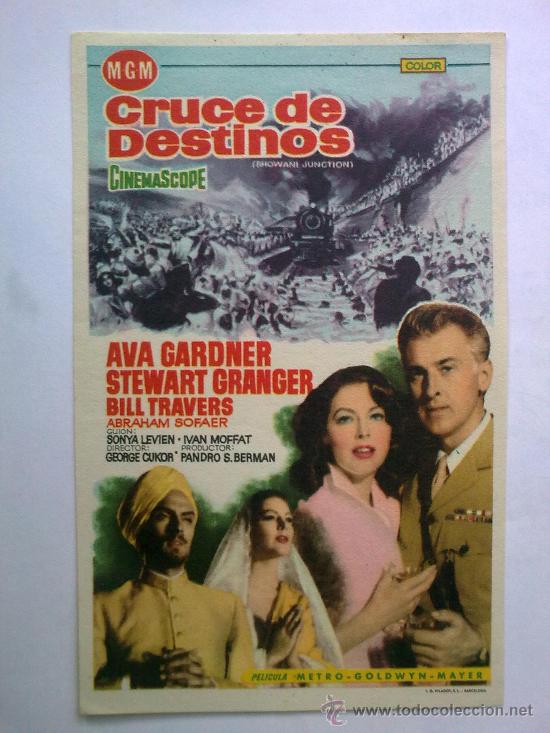 MGM
COLOR
Cruce de
Destinos
(BHOWANI JUNCTION)
CINEMASCOPE
AVA GARDNER
STEWART GRANGER
BILL TRAVERS
ABRAHAM SOFAER
GUION:
SONYA LEVIEN · IVAN MOFFAT
DIRECTOR: PRODUCTOR:
GEORGE CUKOR · PANDRO S. BERMAN
PELICULA · METRO-GOLDWYN-MAYER
todocoleccion
www.todocoleccion.net